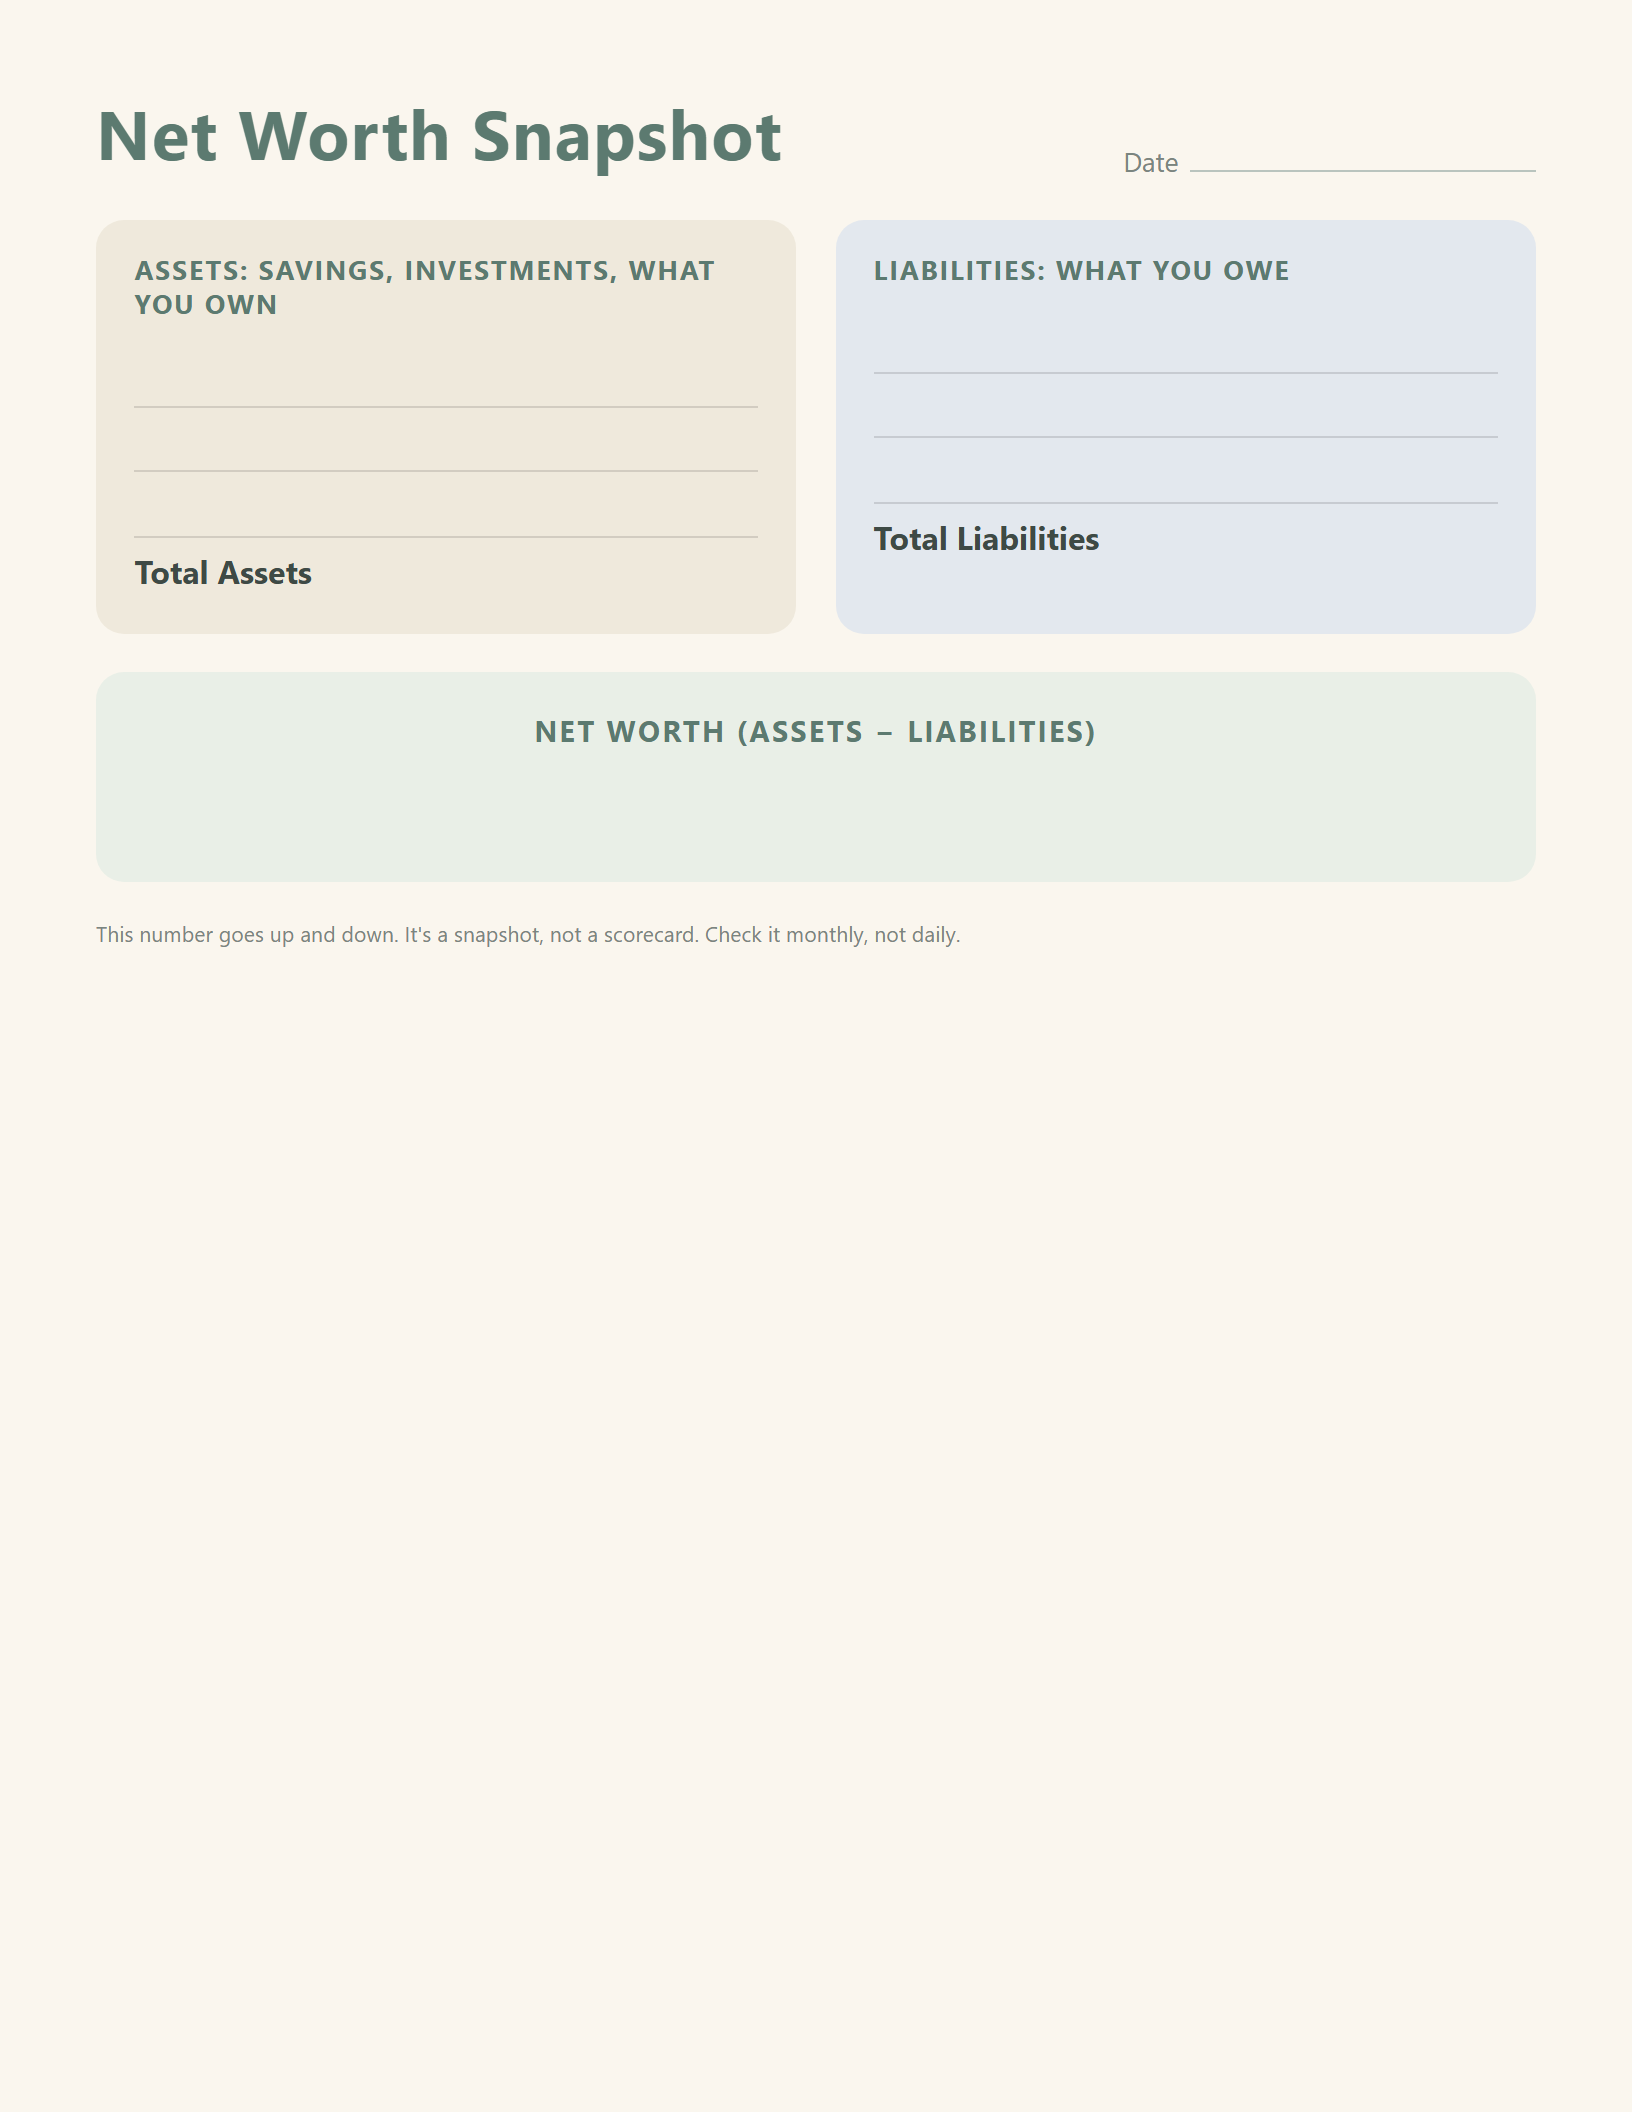 Net Worth Snapshot
Date
ASSETS: SAVINGS, INVESTMENTS, WHAT
YOU OWN
Total Assets
LIABILITIES: WHAT YOU OWE
Total Liabilities
NET WORTH (ASSETS – LIABILITIES)
This number goes up and down. It's a snapshot, not a scorecard. Check it monthly, not daily.